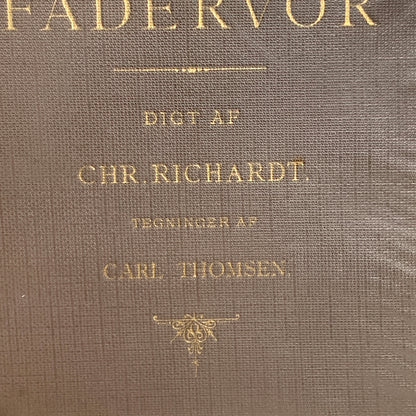 FADERVOR
DIGT AF
CHR. RICHARDT.
TEGNINGER AF
CARL THOMSEN.